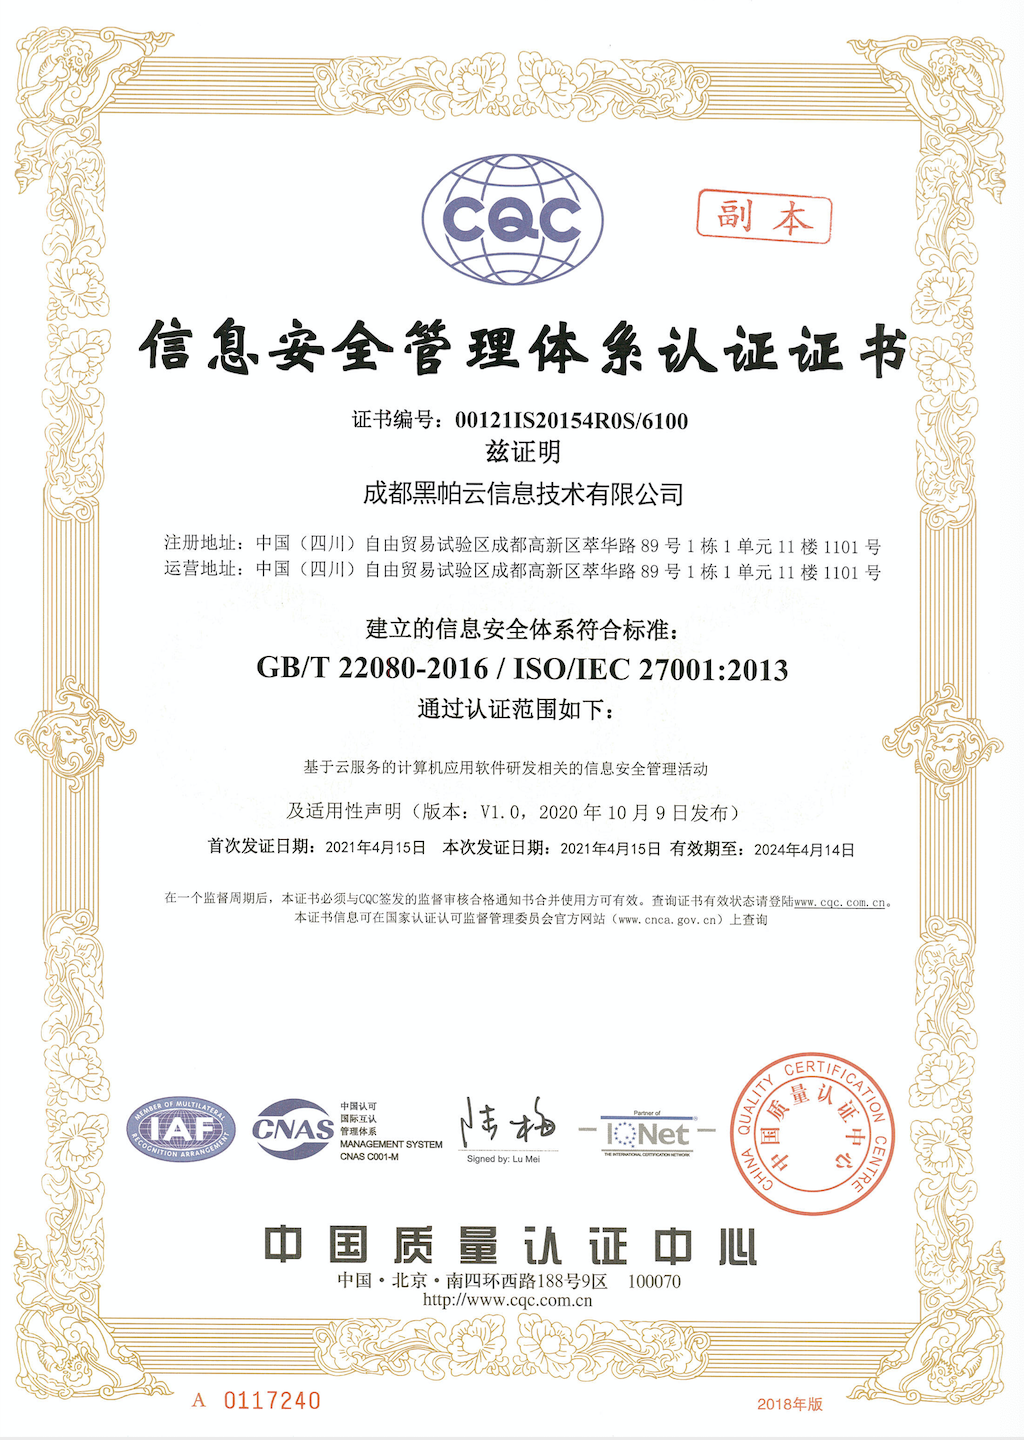 CQC
副本
信息安全管理体系认证证书
证书编号：00121IS20154R0S/6100
兹证明
成都黑帕云信息技术有限公司
注册地址：中国（四川）自由贸易试验区成都高新区萃华路 89 号 1 栋 1 单元 11 楼 1101 号
运营地址：中国（四川）自由贸易试验区成都高新区萃华路 89 号 1 栋 1 单元 11 楼 1101 号
建立的信息安全体系符合标准：
GB/T 22080-2016 / ISO/IEC 27001:2013
通过认证范围如下：
基于云服务的计算机应用软件研发相关的信息安全管理活动
及适用性声明（版本：V1.0，2020 年 10 月 9 日发布）
首次发证日期：2021年4月15日 本次发证日期：2021年4月15日 有效期至：2024年4月14日
在一个监督周期后，本证书必须与CQC签发的监督审核合格通知书合并使用方可有效。查询证书有效状态请登陆www.cqc.com.cn。
本证书信息可在国家认证认可监督管理委员会官方网站（www.cnca.gov.cn）上查询
MEMBER OF MULTILATERAL
IAF
RECOGNITION ARRANGEMENT
CNAS
中国认可
国际互认
管理体系
MANAGEMENT SYSTEM
CNAS C001-M
陆梅
Signed by: Lu Mei
Partner of
IQNet
THE INTERNATIONAL CERTIFICATION NETWORK
CHINA QUALITY CERTIFICATION CENTRE
中国质量认证中心
中国质量认证中心
中国·北京·南四环西路188号9区 100070
http://www.cqc.com.cn
A 0117240
2018年版